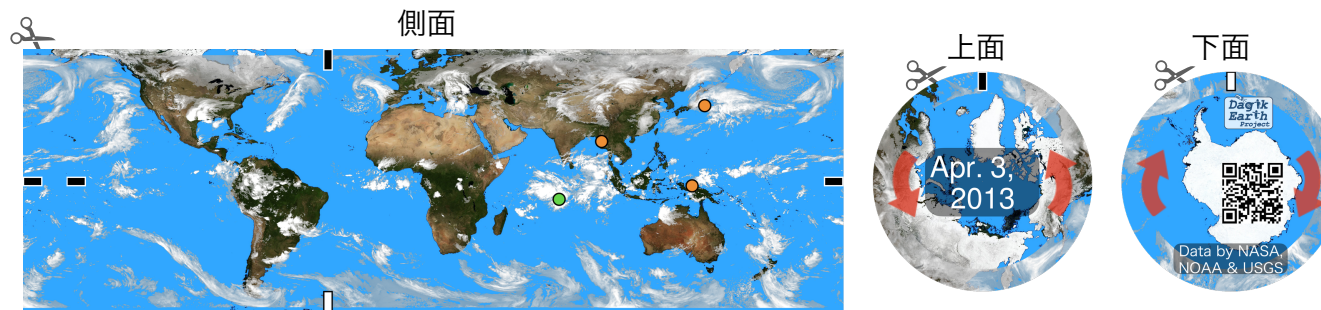 側面
上面
Apr. 3,
2013
下面
Dagik
Earth
Project
Data by NASA,
NOAA & USGS